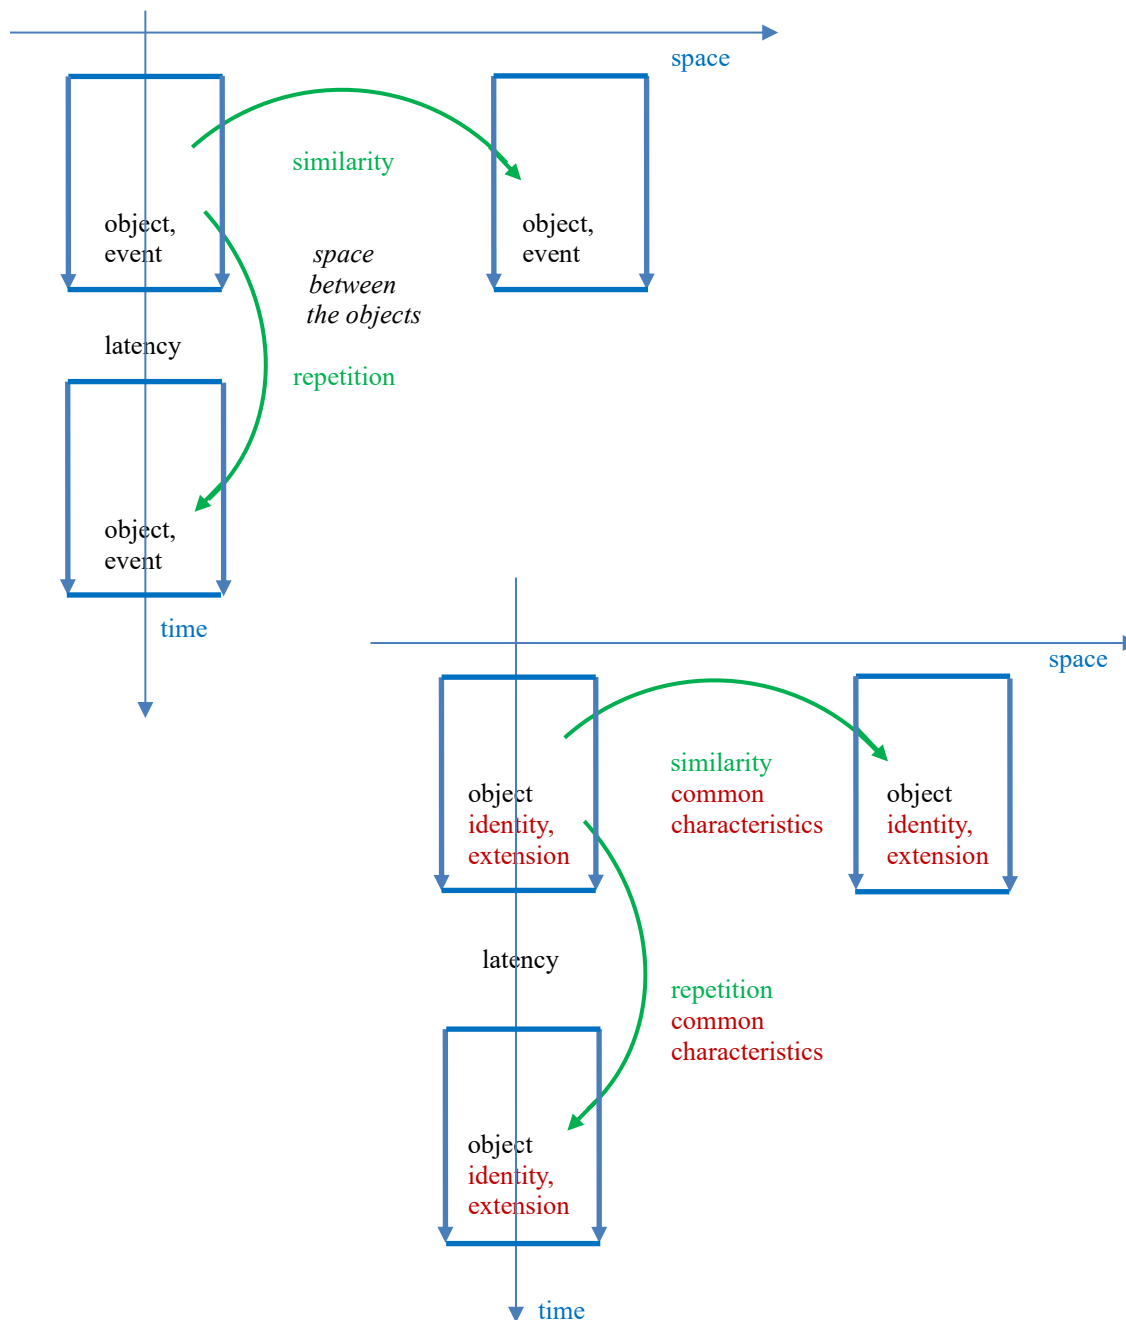 space
similarity
object,
event
object,
event
space
between
the objects
latency
repetition
object,
event
time
space
similarity
common
characteristics
object
identity,
extension
object
identity,
extension
latency
repetition
common
characteristics
object
identity,
extension
time